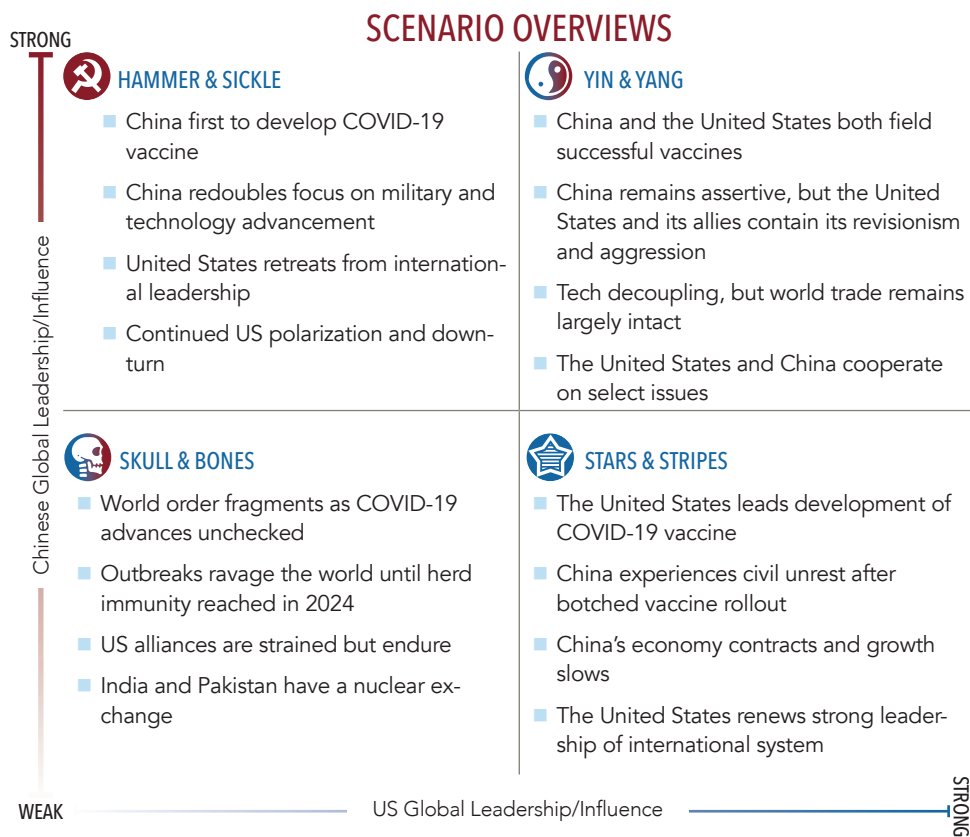 SCENARIO OVERVIEWS
STRONG
HAMMER & SICKLE
China first to develop COVID-19
vaccine
China redoubles focus on military and
technology advancement
United States retreats from internation-
al leadership
Continued US polarization and down-
turn
YIN & YANG
China and the United States both field
successful vaccines
China remains assertive, but the United
States and its allies contain its revisionism
and aggression
Tech decoupling, but world trade remains
largely intact
The United States and China cooperate
on select issues
Chinese Global Leadership/Influence
SKULL & BONES
World order fragments as COVID-19
advances unchecked
Outbreaks ravage the world until herd
immunity reached in 2024
US alliances are strained but endure
India and Pakistan have a nuclear ex-
change
STARS & STRIPES
The United States leads development of
COVID-19 vaccine
China experiences civil unrest after
botched vaccine rollout
China’s economy contracts and growth
slows
The United States renews strong leader-
ship of international system
WEAK
US Global Leadership/Influence
STRONG